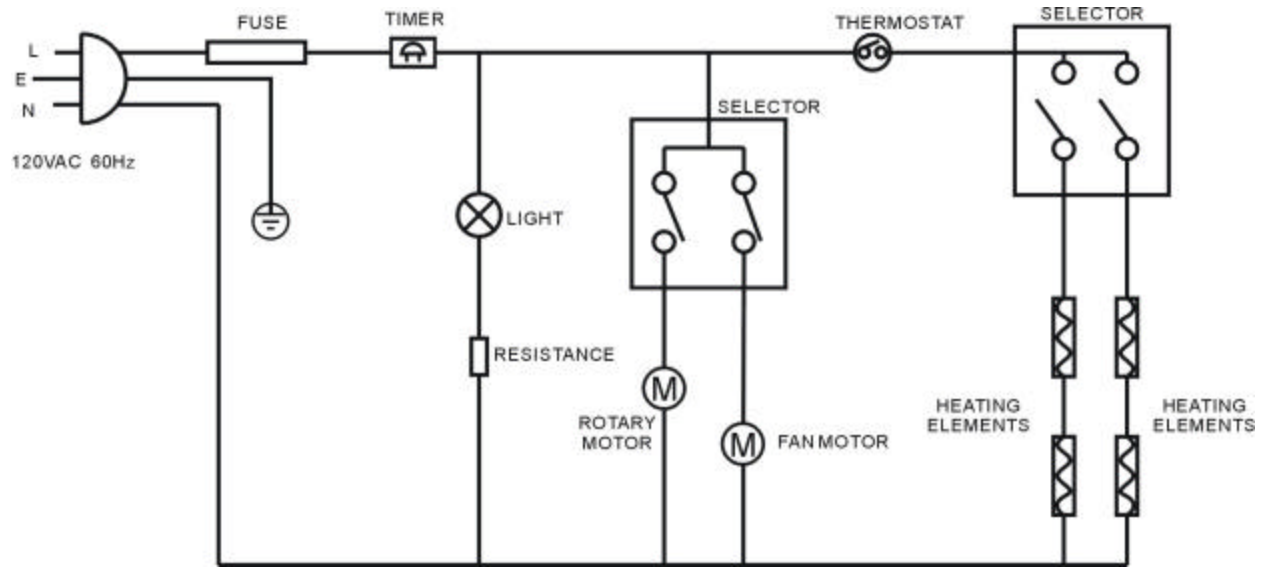 FUSE
TIMER
THERMOSTAT
SELECTOR
L
E
N
120VAC 60Hz
SELECTOR
LIGHT
RESISTANCE
M
ROTARY
MOTOR
M
FAN MOTOR
HEATING
ELEMENTS
HEATING
ELEMENTS